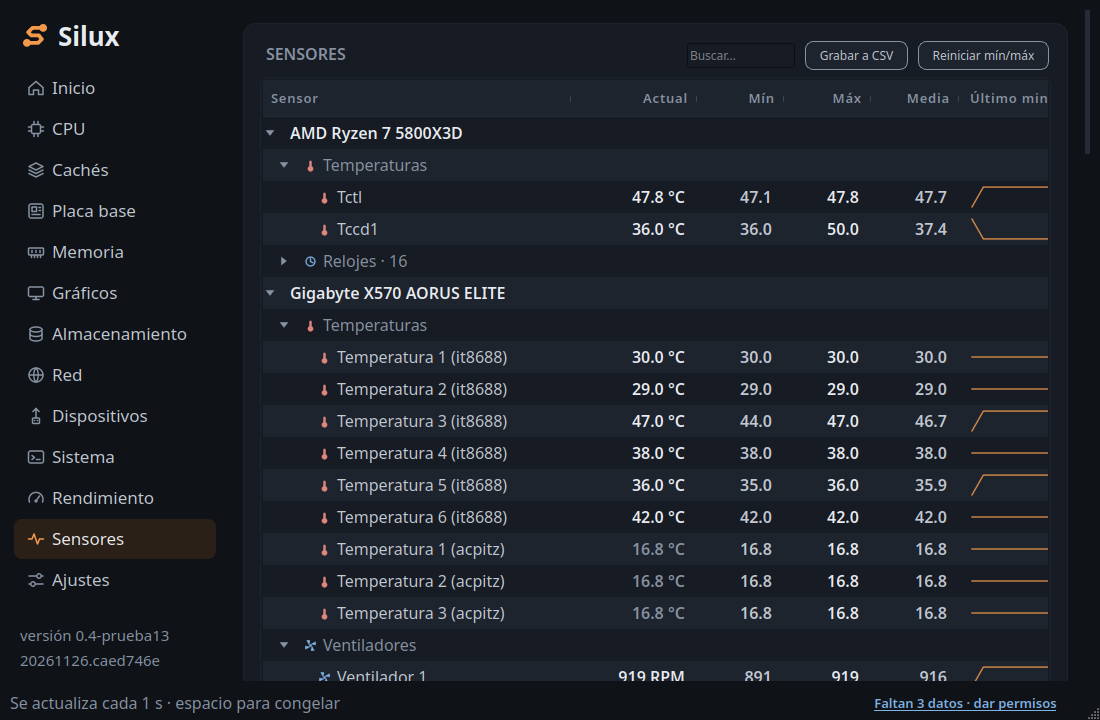 Silux
Inicio
CPU
Cachés
Placa base
Memoria
Gráficos
Almacenamiento
Red
Dispositivos
Sistema
Rendimiento
Sensores
Ajustes
versión 0.4-prueba13
20261126.caed746e
SENSORES
Buscar...
Grabar a CSV
Reiniciar mín/máx
Sensor Actual Mín Máx Media Último min
AMD Ryzen 7 5800X3D
Temperaturas
Tctl 47.8 °C 47.1 47.8 47.7
Tccd1 36.0 °C 36.0 50.0 37.4
Relojes · 16
Gigabyte X570 AORUS ELITE
Temperaturas
Temperatura 1 (it8688) 30.0 °C 30.0 30.0 30.0
Temperatura 2 (it8688) 29.0 °C 29.0 29.0 29.0
Temperatura 3 (it8688) 47.0 °C 44.0 47.0 46.7
Temperatura 4 (it8688) 38.0 °C 38.0 38.0 38.0
Temperatura 5 (it8688) 36.0 °C 35.0 36.0 35.9
Temperatura 6 (it8688) 42.0 °C 42.0 42.0 42.0
Temperatura 1 (acpitz) 16.8 °C 16.8 16.8 16.8
Temperatura 2 (acpitz) 16.8 °C 16.8 16.8 16.8
Temperatura 3 (acpitz) 16.8 °C 16.8 16.8 16.8
Ventiladores
Ventilador 1 919 RPM 891 919 916
Se actualiza cada 1 s · espacio para congelar
Faltan 3 datos · dar permisos